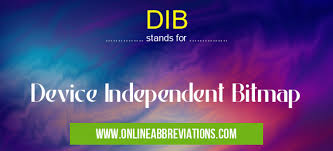 DIB
................ stands for ................
Device Independent Bitmap
WWW.ONLINEABBREVIATIONS.COM